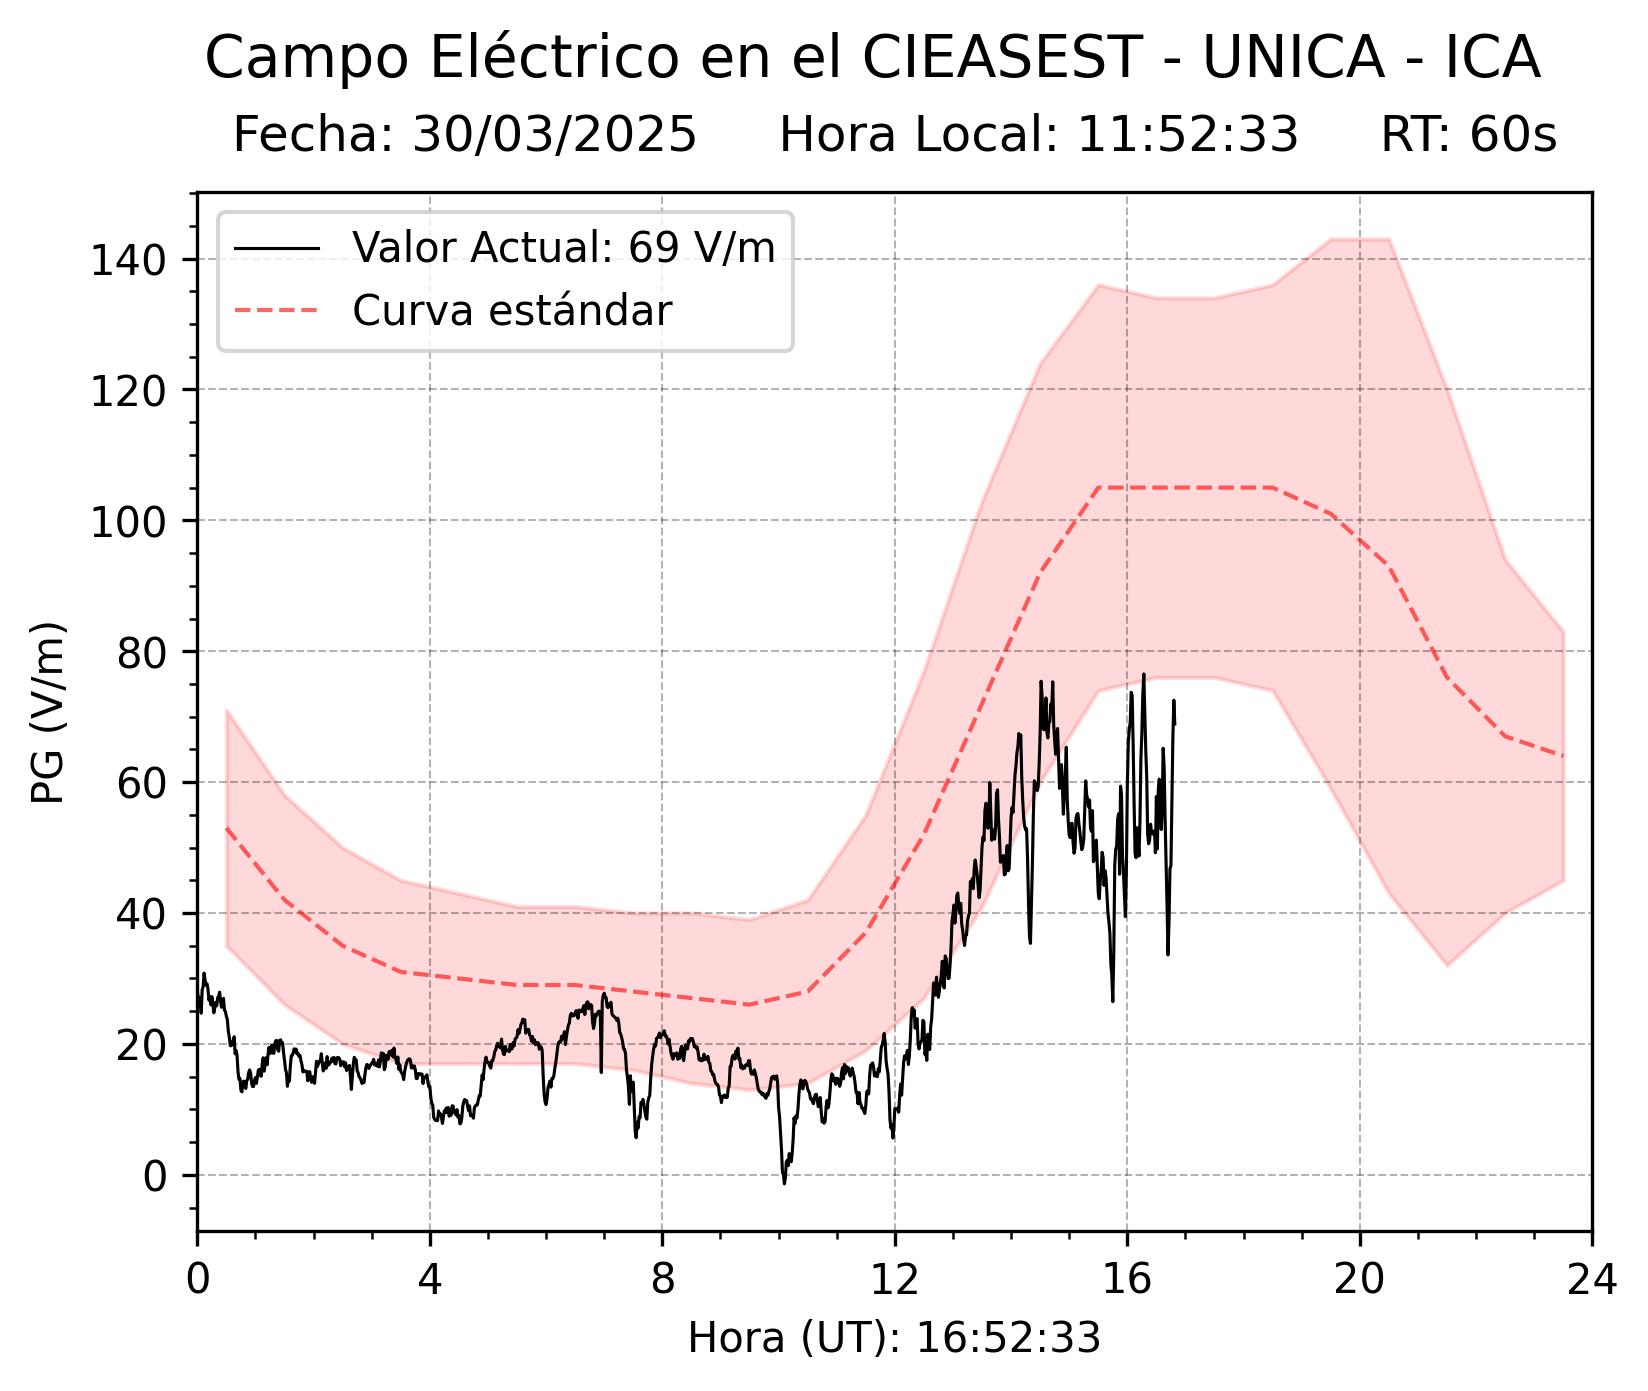 Campo Eléctrico en el CIEASEST - UNICA - ICA
Fecha: 30/03/2025 Hora Local: 11:52:33 RT: 60s
Valor Actual: 69 V/m
Curva estándar
PG (V/m)
140
120
100
80
60
40
20
0
0 4 8 12 16 20 24
Hora (UT): 16:52:33